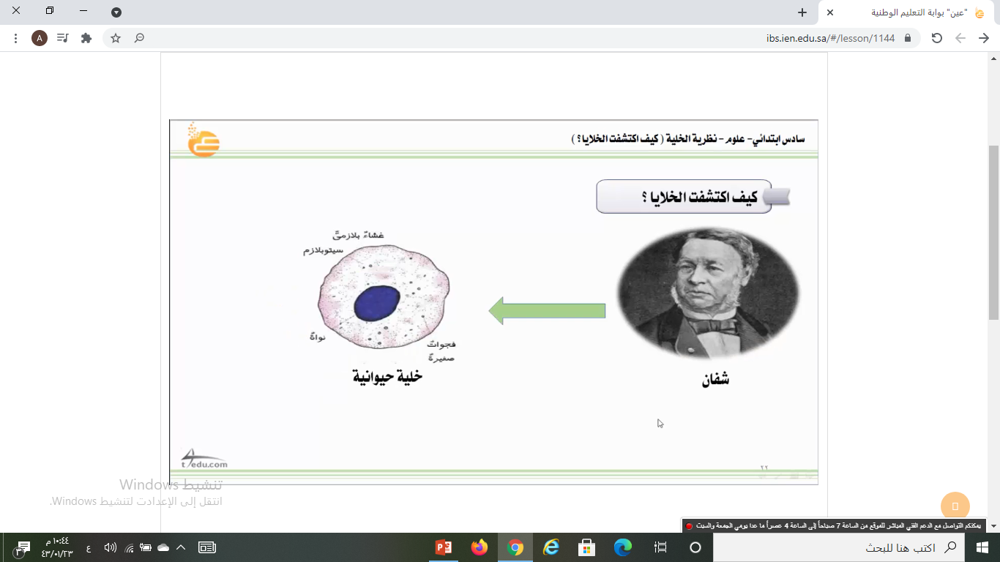 "عين" بوابة التعليم الوطنية
ibs.ien.edu.sa/#/lesson/1144
A
سادس ابتدائي- علوم- نظرية الخلية ( كيف اكتشفت الخلايا ؟ )
كيف اكتشفت الخلايا ؟
غشاءٌ بلازميٌّ
سيتوبلازم
نواةٌ
فجواتٌ
صغيرةٌ
خلية حيوانية
شفان
t4edu.com
٢٢
تنشيط Windows
انتقل إلى الإعدادت لتنشيط Windows.
يمكنكم التواصل مع الدعم الفني المباشر للموقع من الساعة 7 صباحاً إلى الساعة 4 عصراً ما عدا يومي الجمعة والسبت
اكتب هنا للبحث
ع
١٠:٤٤ م
٤٣/٠١/٢٣
٣